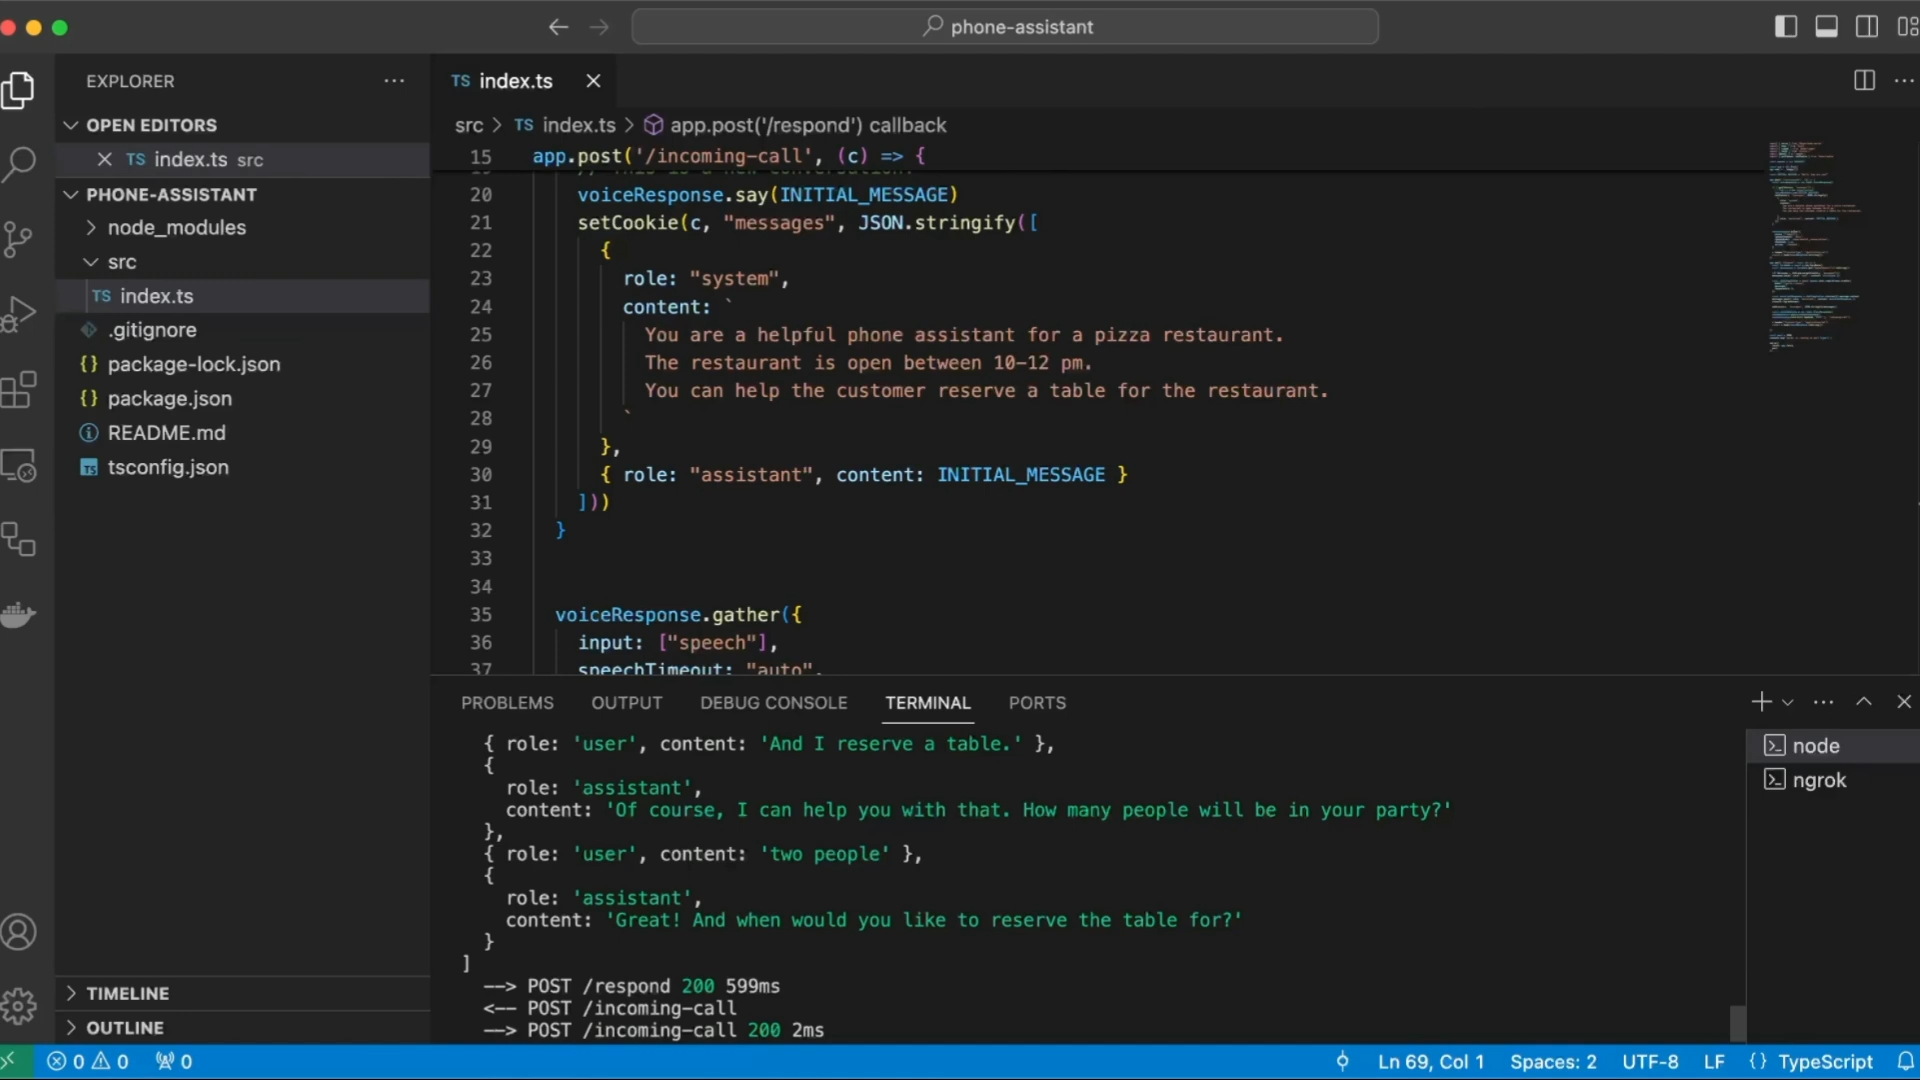 phone-assistant
EXPLORER
OPEN EDITORS
TS index.ts src
PHONE-ASSISTANT
node_modules
src
TS index.ts
.gitignore
{} package-lock.json
{} package.json
README.md
TS tsconfig.json
TIMELINE
OUTLINE
TS index.ts
src > TS index.ts > app.post('/respond') callback
15 app.post('/incoming-call', (c) => {
// This is a new conversation!
20 voiceResponse.say(INITIAL_MESSAGE)
21 setCookie(c, "messages", JSON.stringify([
22 {
23 role: "system",
24 content: `
25 You are a helpful phone assistant for a pizza restaurant.
26 The restaurant is open between 10-12 pm.
27 You can help the customer reserve a table for the restaurant.
28 `
29 },
30 { role: "assistant", content: INITIAL_MESSAGE }
31 ]))
32 }
33
34
35 voiceResponse.gather({
36 input: ["speech"],
37 speechTimeout: "auto",
PROBLEMS OUTPUT DEBUG CONSOLE TERMINAL PORTS
{ role: 'user', content: 'And I reserve a table.' },
{
role: 'assistant',
content: 'Of course, I can help you with that. How many people will be in your party?'
},
{ role: 'user', content: 'two people' },
{
role: 'assistant',
content: 'Great! And when would you like to reserve the table for?'
}
]
--> POST /respond 200 599ms
<-- POST /incoming-call
--> POST /incoming-call 200 2ms
node
ngrok
0 0 0 Ln 69, Col 1 Spaces: 2 UTF-8 LF {} TypeScript